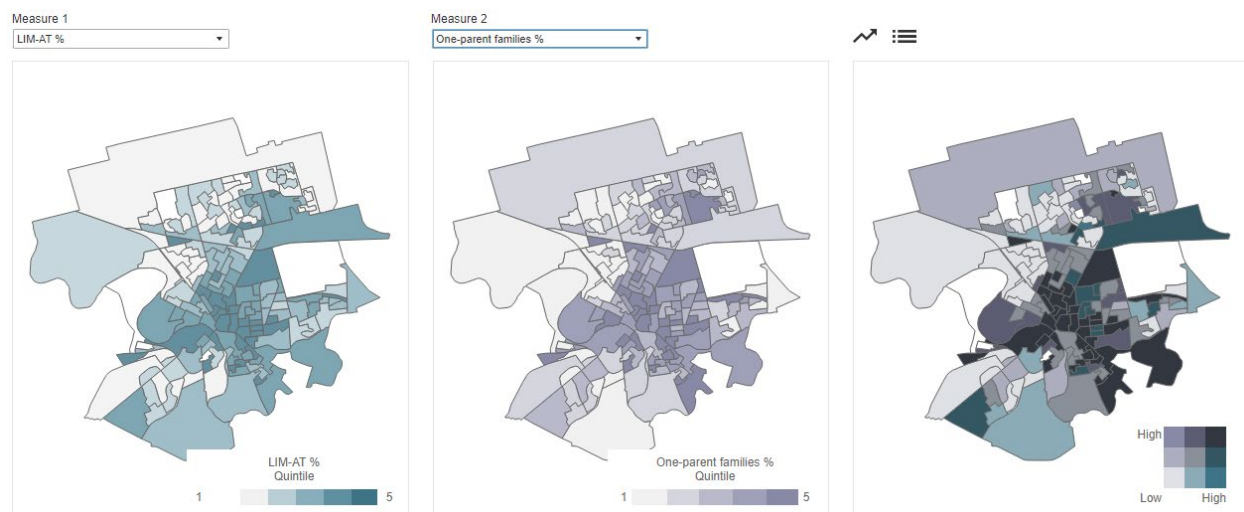 Measure 1
LIM-AT %
Measure 2
One-parent families %
LIM-AT %
Quintile
1 5
One-parent families %
Quintile
1 5
High
Low High